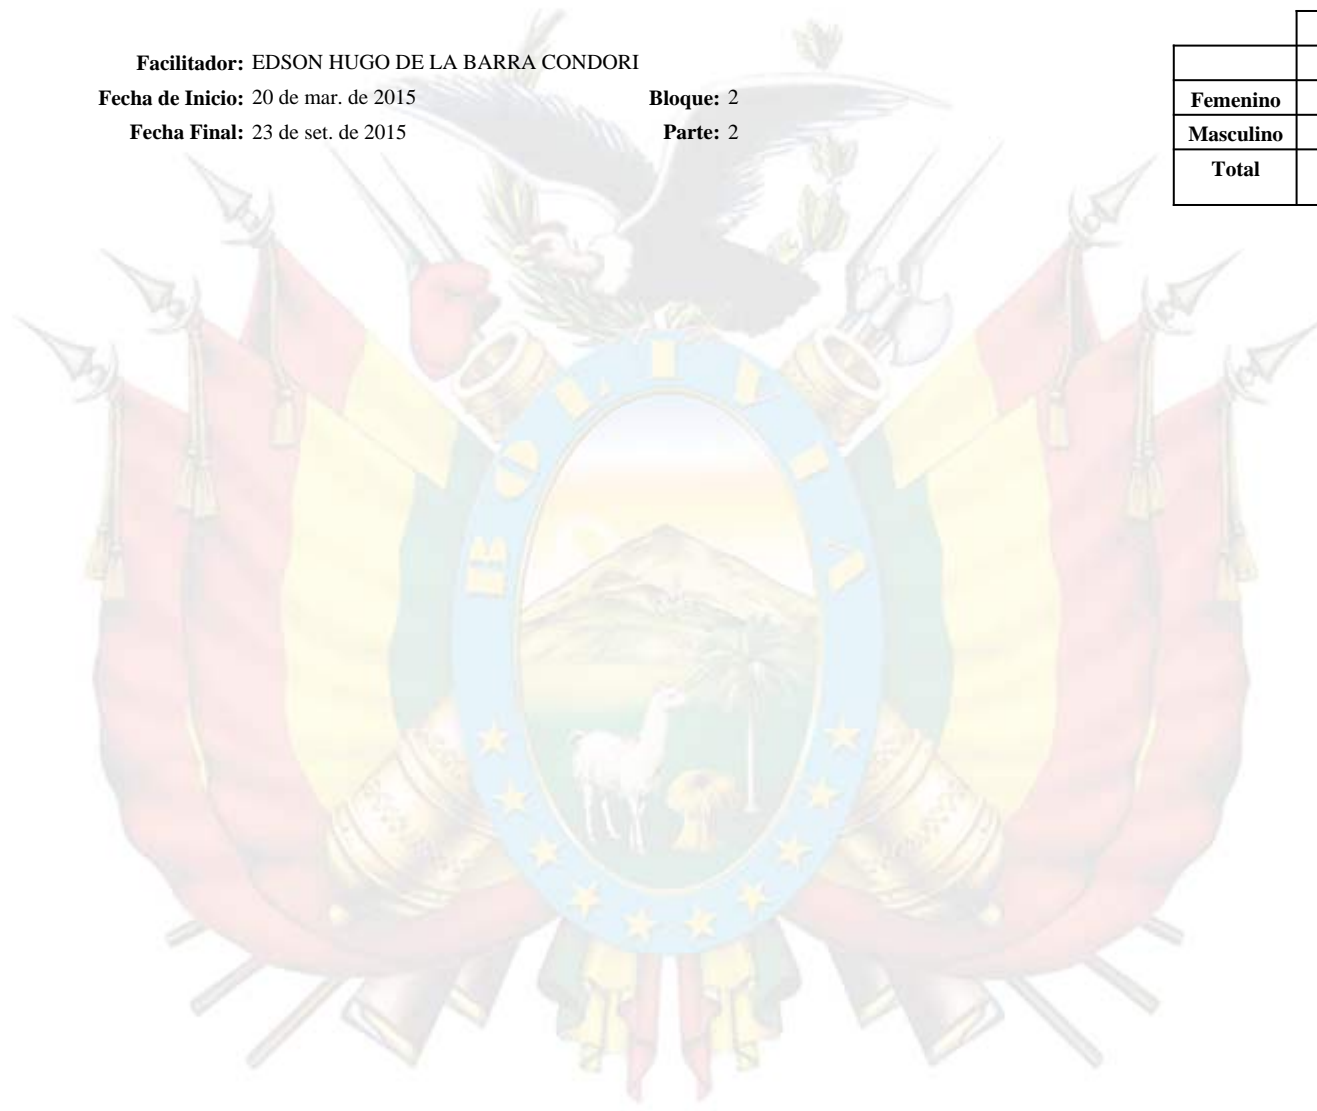 Facilitador: EDSON HUGO DE LA BARRA CONDORI
Fecha de Inicio: 20 de mar. de 2015 Bloque: 2
Fecha Final: 23 de set. de 2015 Parte: 2
Femenino
Masculino
Total
BOLIVIA